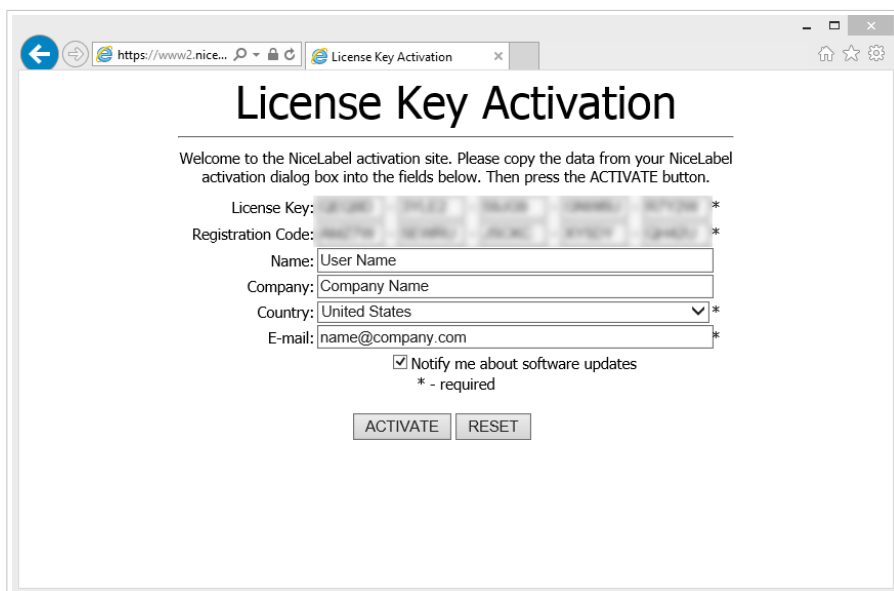 https://www2.nice...
License Key Activation
License Key Activation
Welcome to the NiceLabel activation site. Please copy the data from your NiceLabel
activation dialog box into the fields below. Then press the ACTIVATE button.
License Key: - - - - *
Registration Code: - - - - *
Name: User Name
Company: Company Name
Country: United States *
E-mail: name@company.com *
Notify me about software updates
* - required
ACTIVATE RESET